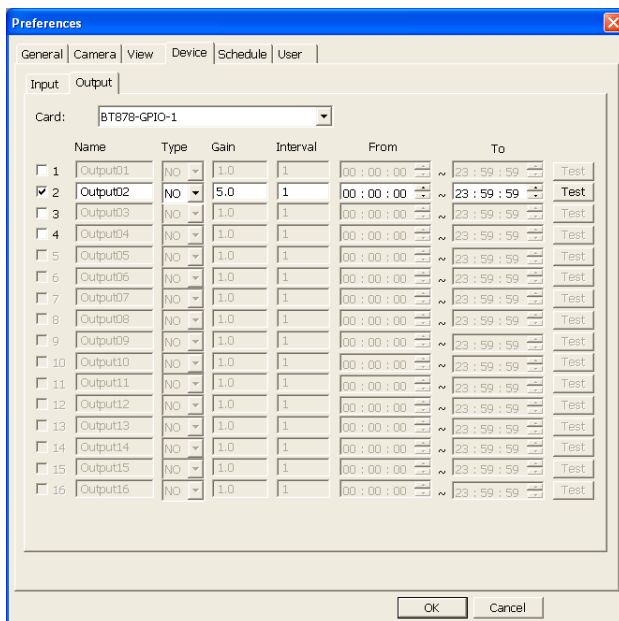 Preferences
General Camera View Device Schedule User
Input Output
Card: BT878-GPIO-1
Name Type Gain Interval From To
1 Output01 NO 1.0 1 00 : 00 : 00 ~ 23 : 59 : 59 Test
2 Output02 NO 5.0 1 00 : 00 : 00 ~ 23 : 59 : 59 Test
3 Output03 NO 1.0 1 00 : 00 : 00 ~ 23 : 59 : 59 Test
4 Output04 NO 1.0 1 00 : 00 : 00 ~ 23 : 59 : 59 Test
5 Output05 NO 1.0 1 00 : 00 : 00 ~ 23 : 59 : 59 Test
6 Output06 NO 1.0 1 00 : 00 : 00 ~ 23 : 59 : 59 Test
7 Output07 NO 1.0 1 00 : 00 : 00 ~ 23 : 59 : 59 Test
8 Output08 NO 1.0 1 00 : 00 : 00 ~ 23 : 59 : 59 Test
9 Output09 NO 1.0 1 00 : 00 : 00 ~ 23 : 59 : 59 Test
10 Output10 NO 1.0 1 00 : 00 : 00 ~ 23 : 59 : 59 Test
11 Output11 NO 1.0 1 00 : 00 : 00 ~ 23 : 59 : 59 Test
12 Output12 NO 1.0 1 00 : 00 : 00 ~ 23 : 59 : 59 Test
13 Output13 NO 1.0 1 00 : 00 : 00 ~ 23 : 59 : 59 Test
14 Output14 NO 1.0 1 00 : 00 : 00 ~ 23 : 59 : 59 Test
15 Output15 NO 1.0 1 00 : 00 : 00 ~ 23 : 59 : 59 Test
16 Output16 NO 1.0 1 00 : 00 : 00 ~ 23 : 59 : 59 Test
OK Cancel